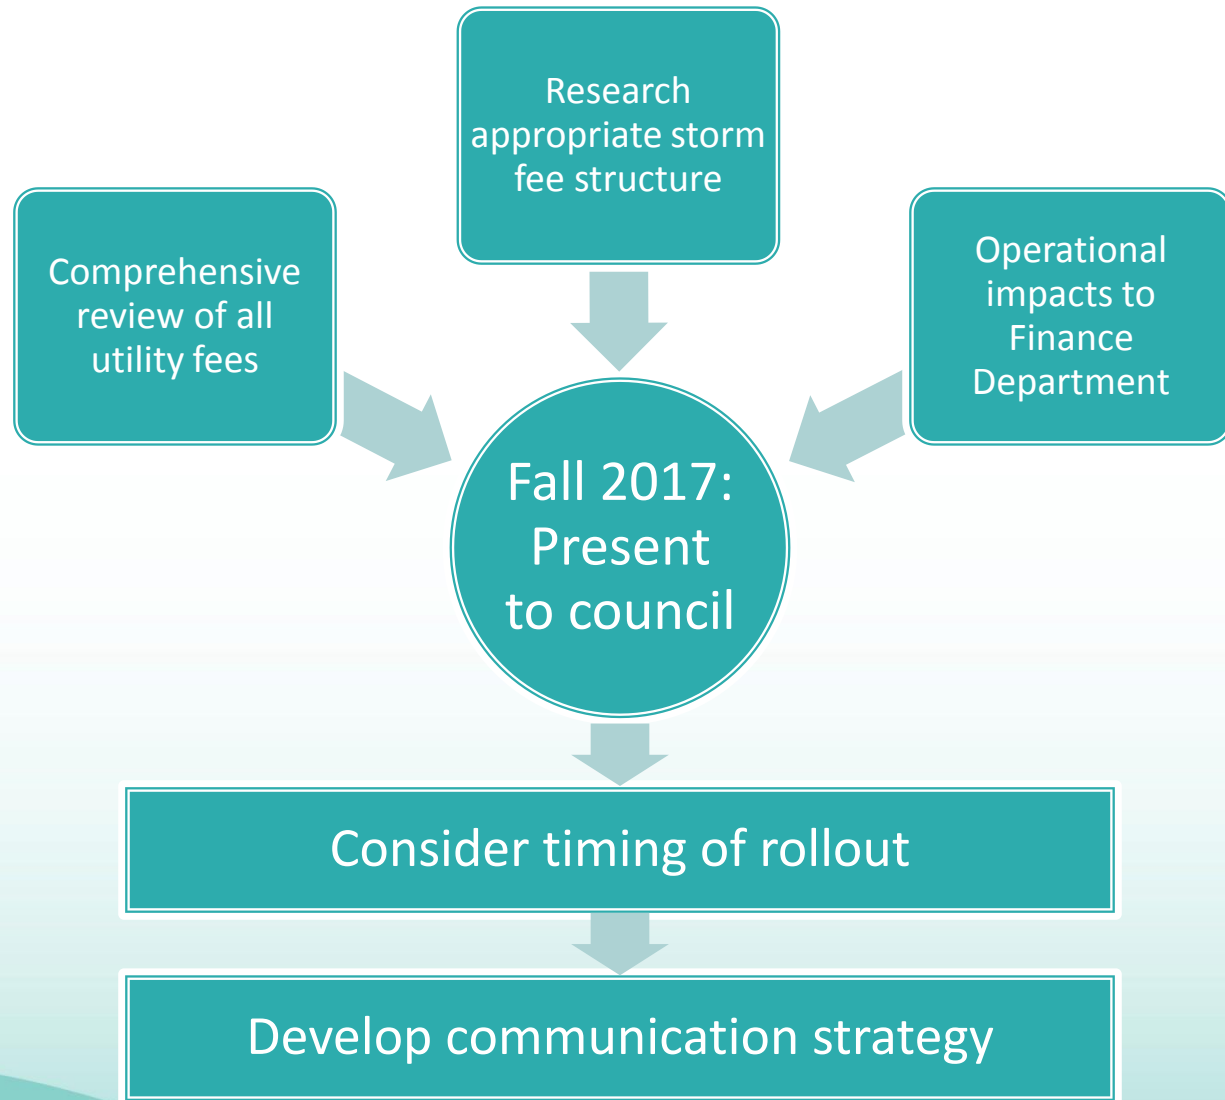 Research
appropriate storm
fee structure
Comprehensive
review of all
utility fees
Operational
impacts to
Finance
Department
Fall 2017:
Present
to council
Consider timing of rollout
Develop communication strategy